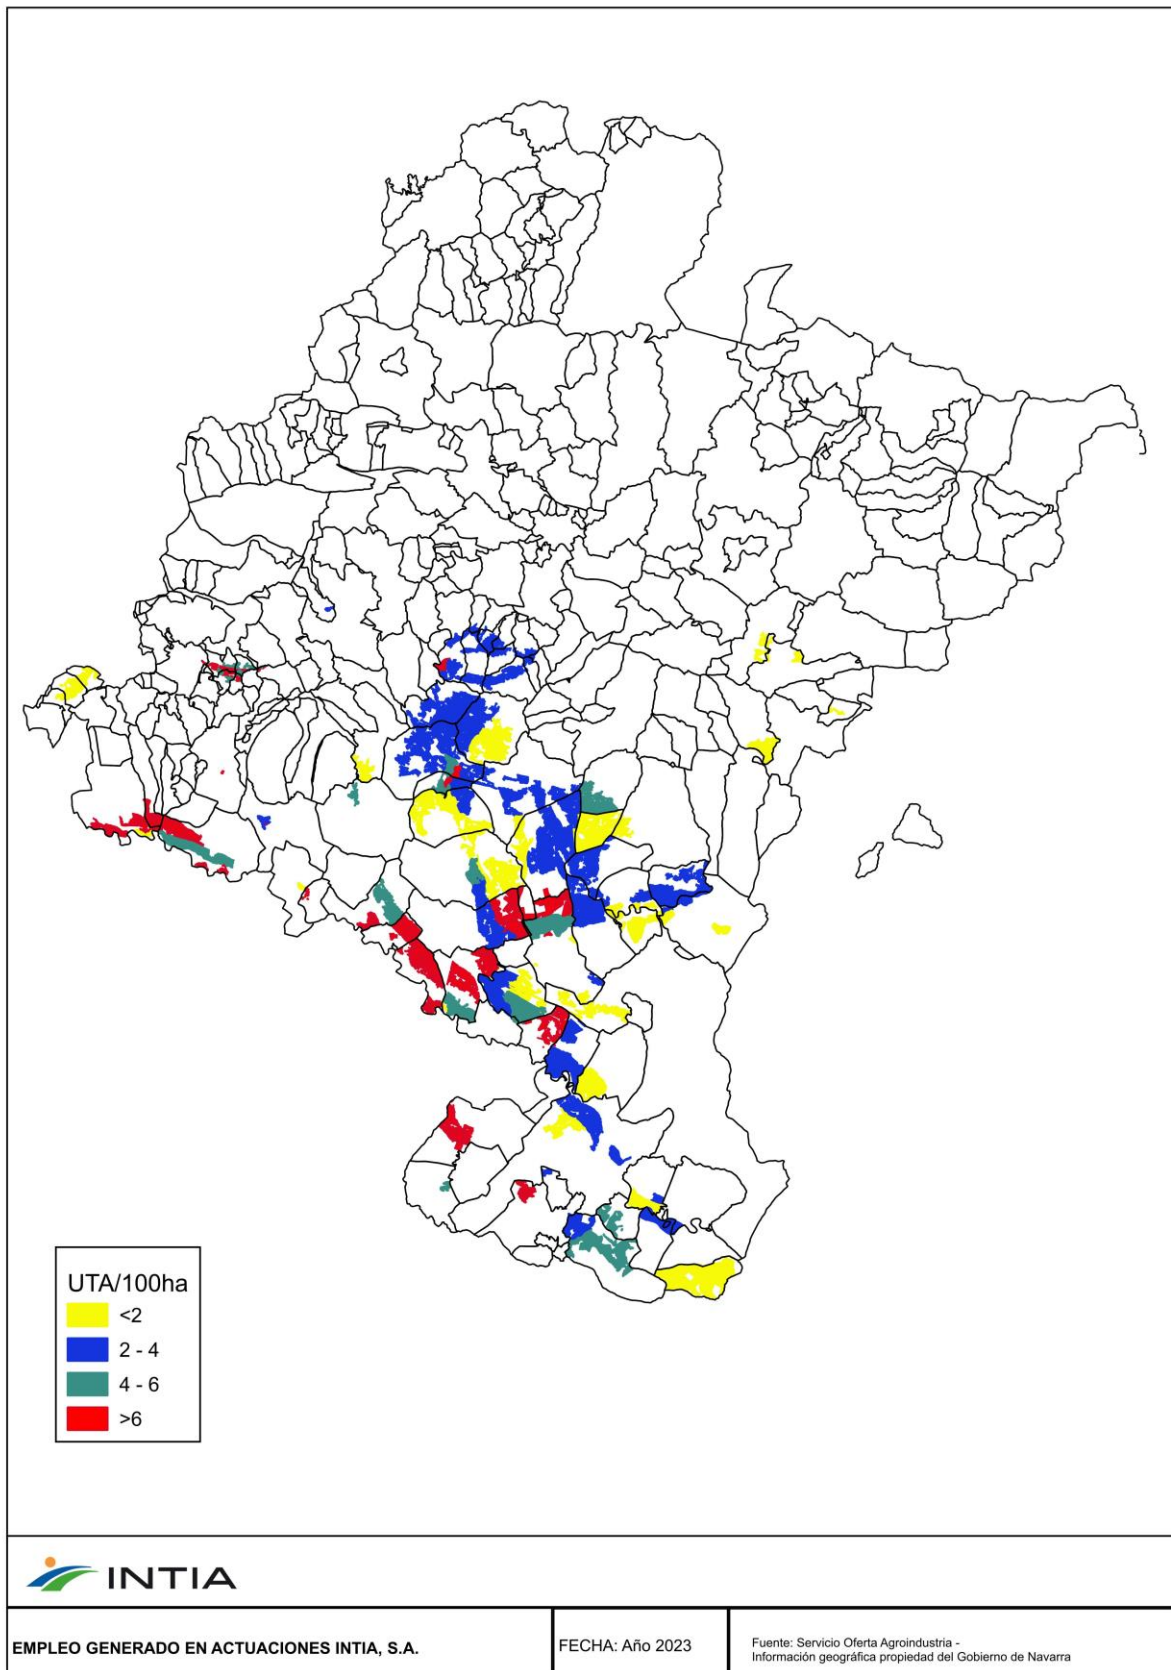 UTA/100ha
<2
2 - 4
4 - 6
>6
INTIA
EMPLEO GENERADO EN ACTUACIONES INTIA, S.A.
FECHA: Año 2023
Fuente: Servicio Oferta Agroindustria -
Información geográfica propiedad del Gobierno de Navarra